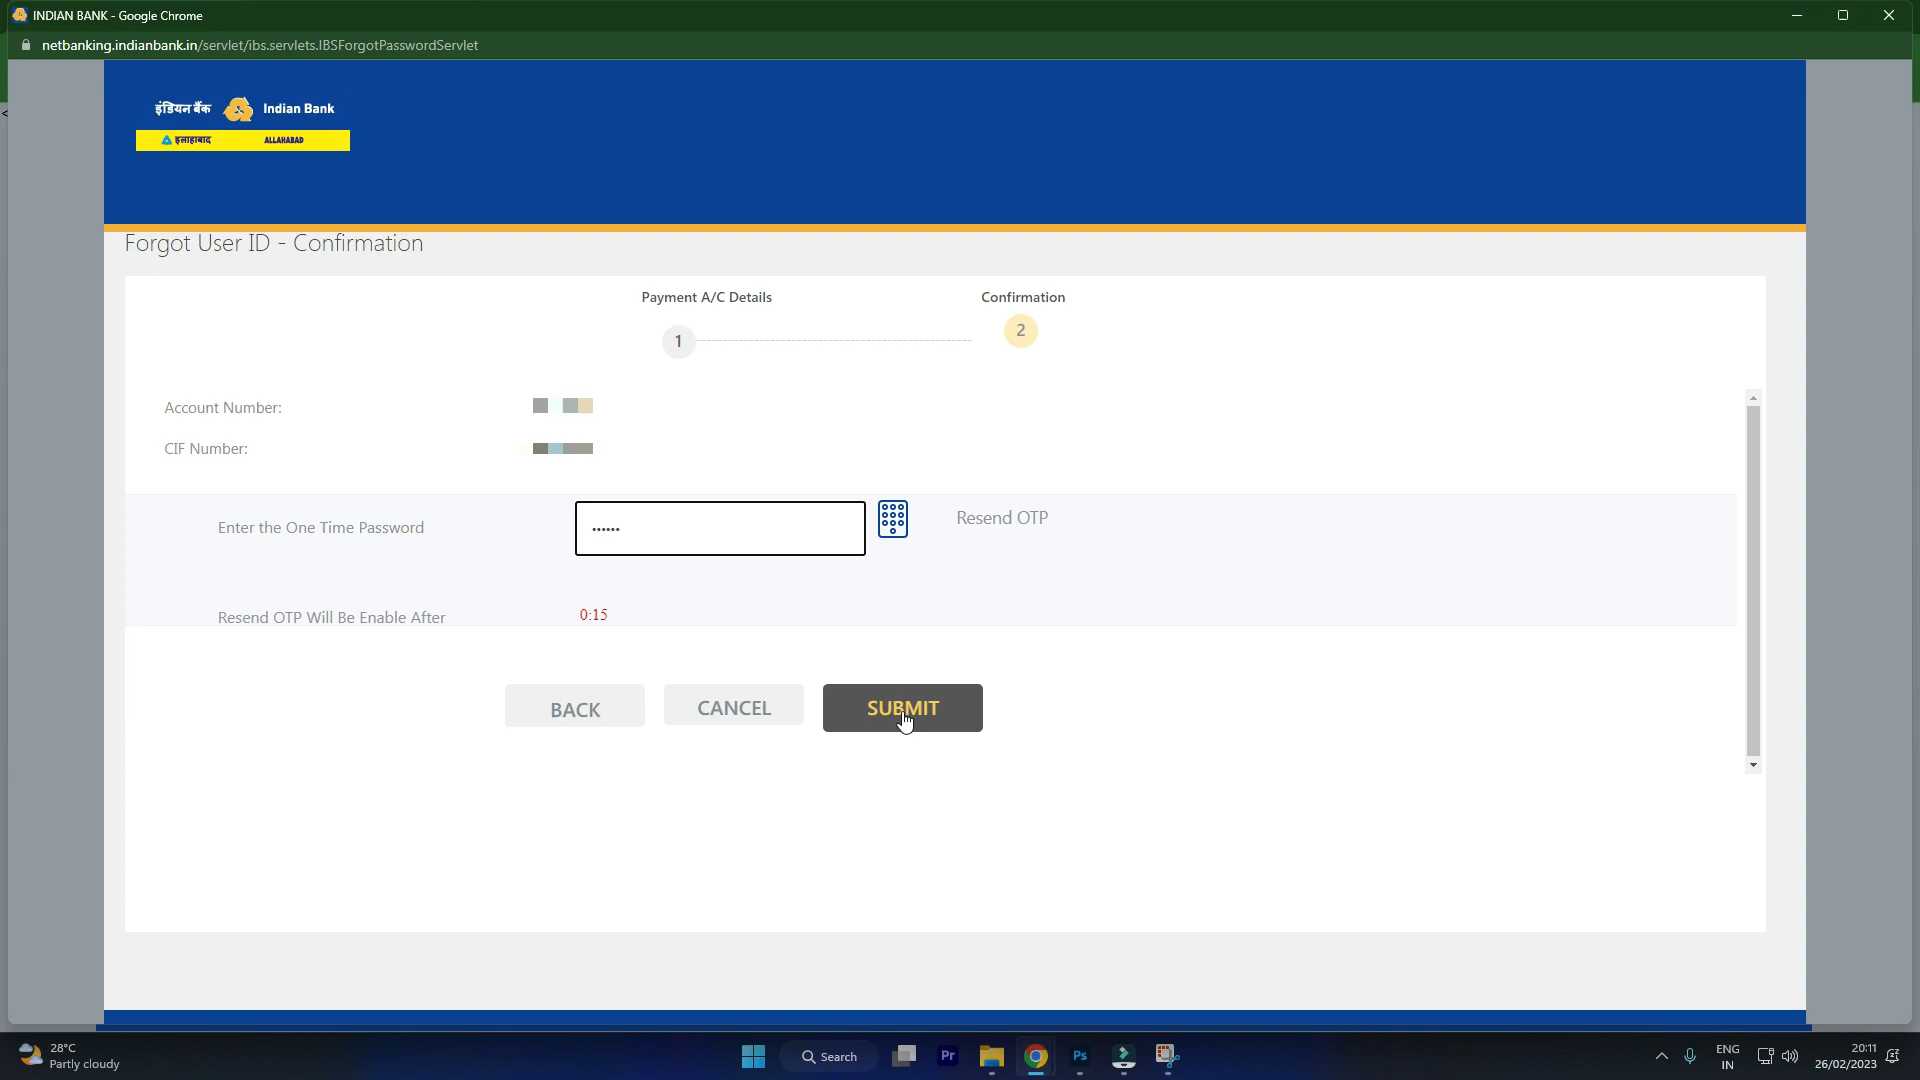 INDIAN BANK - Google Chrome
netbanking.indianbank.in/servlet/ibs.servlets.IBSForgotPasswordServlet
इंडियन बैंक Indian Bank
इलाहाबाद ALLAHABAD
Forgot User ID - Confirmation
Payment A/C Details Confirmation
1 2
Account Number:
CIF Number:
Enter the One Time Password •••••• Resend OTP
Resend OTP Will Be Enable After 0:15
BACK CANCEL SUBMIT
28°C
Partly cloudy
Search
Pr
Ps
ENG
IN
20:11
26/02/2023